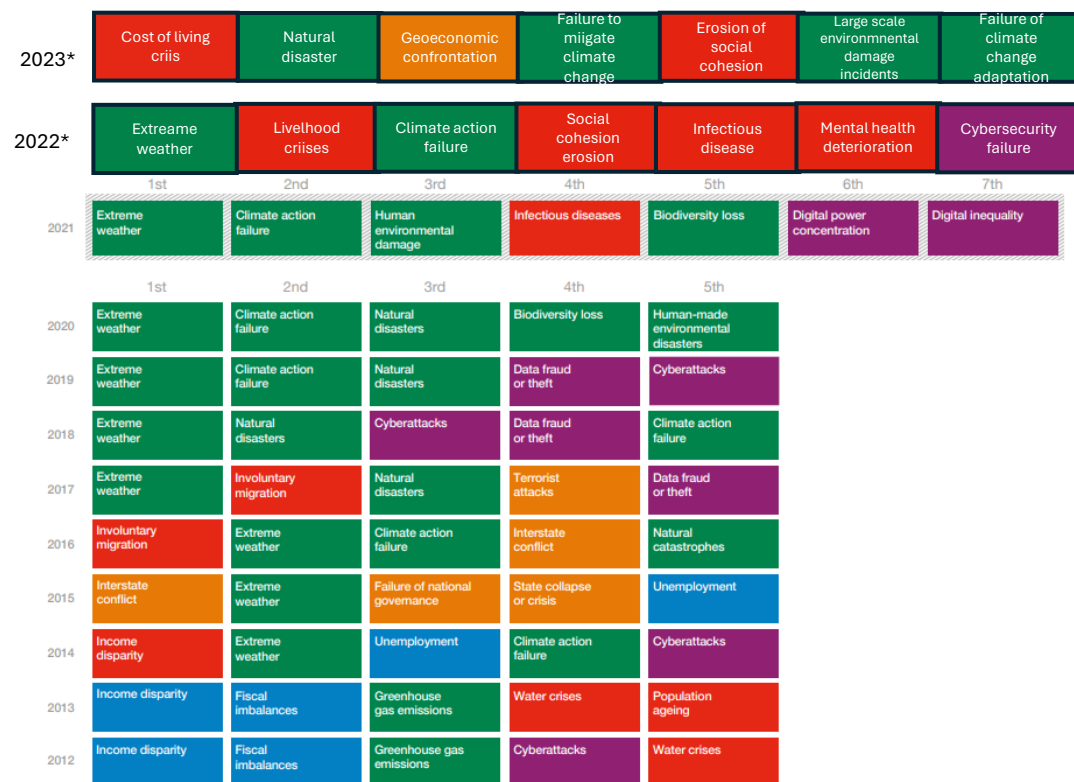 2023*
Cost of living
criis
Natural
disaster
Geoeconomic
confrontation
Failure to
miigate
climate
change
Erosion of
social
cohesion
Large scale
environmnental
damage
incidents
Failure of
climate
change
adaptation
2022*
Extreame
weather
Livelhood
criises
Climate action
failure
Social
cohesion
erosion
Infectious
disease
Mental health
deterioration
Cybersecurity
failure
1st
2nd
3rd
4th
5th
6th
7th
2021
Extreme
weather
Climate action
failure
Human
environmental
damage
Infectious diseases
Biodiversity loss
Digital power
concentration
Digital inequality
1st
2nd
3rd
4th
5th
2020
Extreme
weather
Climate action
failure
Natural
disasters
Biodiversity loss
Human-made
environmental
disasters
2019
Extreme
weather
Climate action
failure
Natural
disasters
Data fraud
or theft
Cyberattacks
2018
Extreme
weather
Natural
disasters
Cyberattacks
Data fraud
or theft
Climate action
failure
2017
Extreme
weather
Involuntary
migration
Natural
disasters
Terrorist
attacks
Data fraud
or theft
2016
Involuntary
migration
Extreme
weather
Climate action
failure
Interstate
conflict
Natural
catastrophes
2015
Interstate
conflict
Extreme
weather
Failure of national
governance
State collapse
or crisis
Unemployment
2014
Income
disparity
Extreme
weather
Unemployment
Climate action
failure
Cyberattacks
2013
Income disparity
Fiscal
imbalances
Greenhouse
gas emissions
Water crises
Population
ageing
2012
Income disparity
Fiscal
imbalances
Greenhouse gas
emissions
Cyberattacks
Water crises